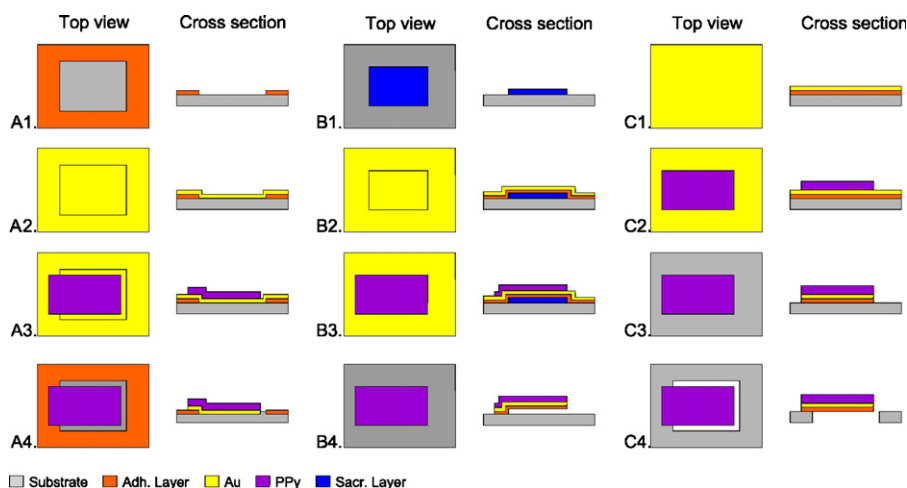 Top view Cross section Top view Cross section Top view Cross section
A1. B1. C1.
A2. B2. C2.
A3. B3. C3.
A4. B4. C4.
Substrate Adh. Layer Au PPy Sacr. Layer